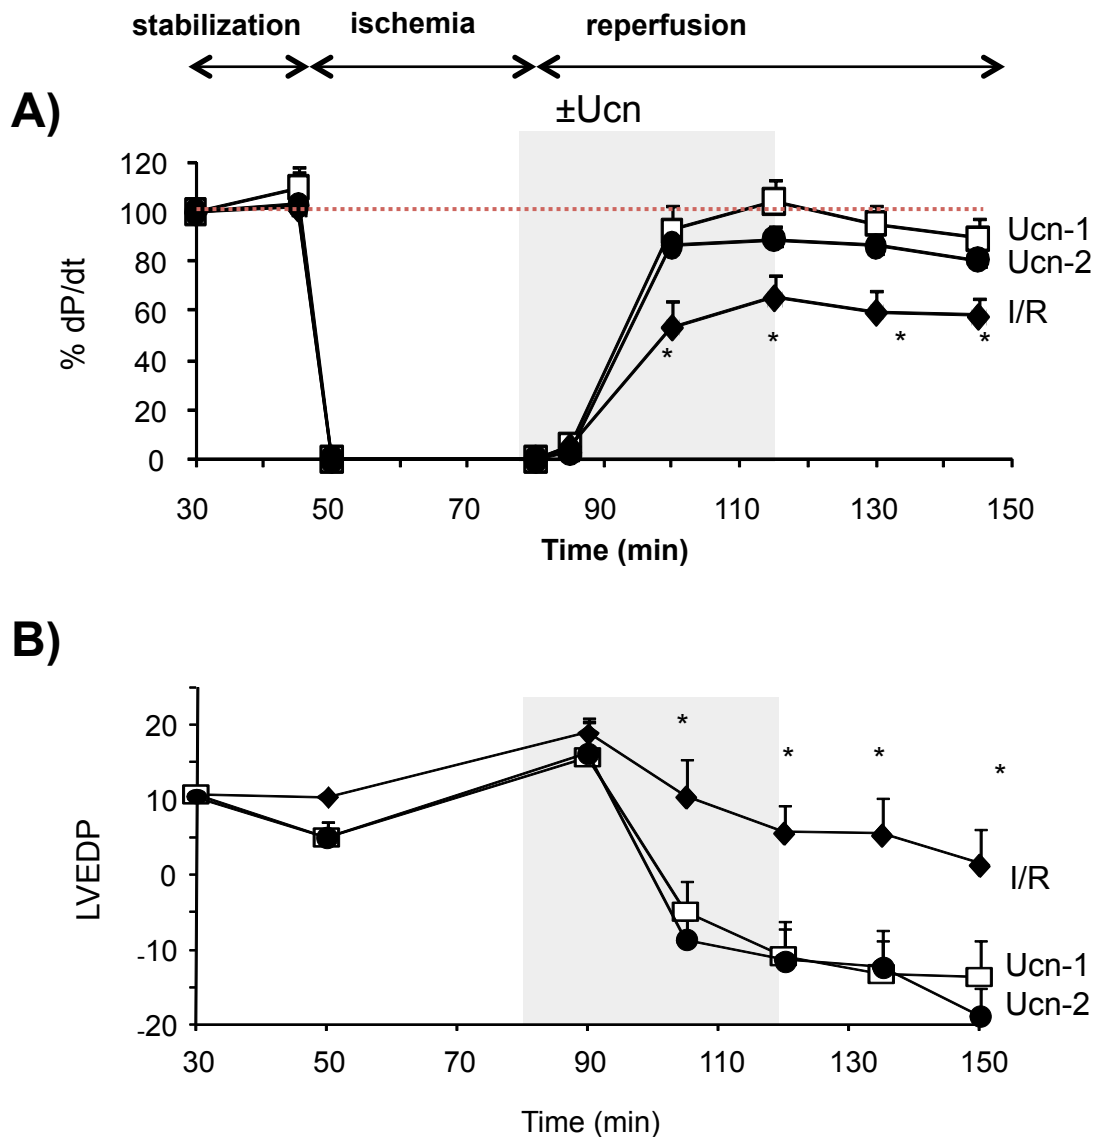 stabilization ischemia reperfusion
A)
±Ucn
120
100
80
60
40
20
0
% dP/dt
Ucn-1
Ucn-2
I/R
* * * *
30 50 70 90 110 130 150
Time (min)
B)
20
10
0
-10
-20
LVEDP
* * * *
I/R
Ucn-1
Ucn-2
30 50 70 90 110 130 150
Time (min)